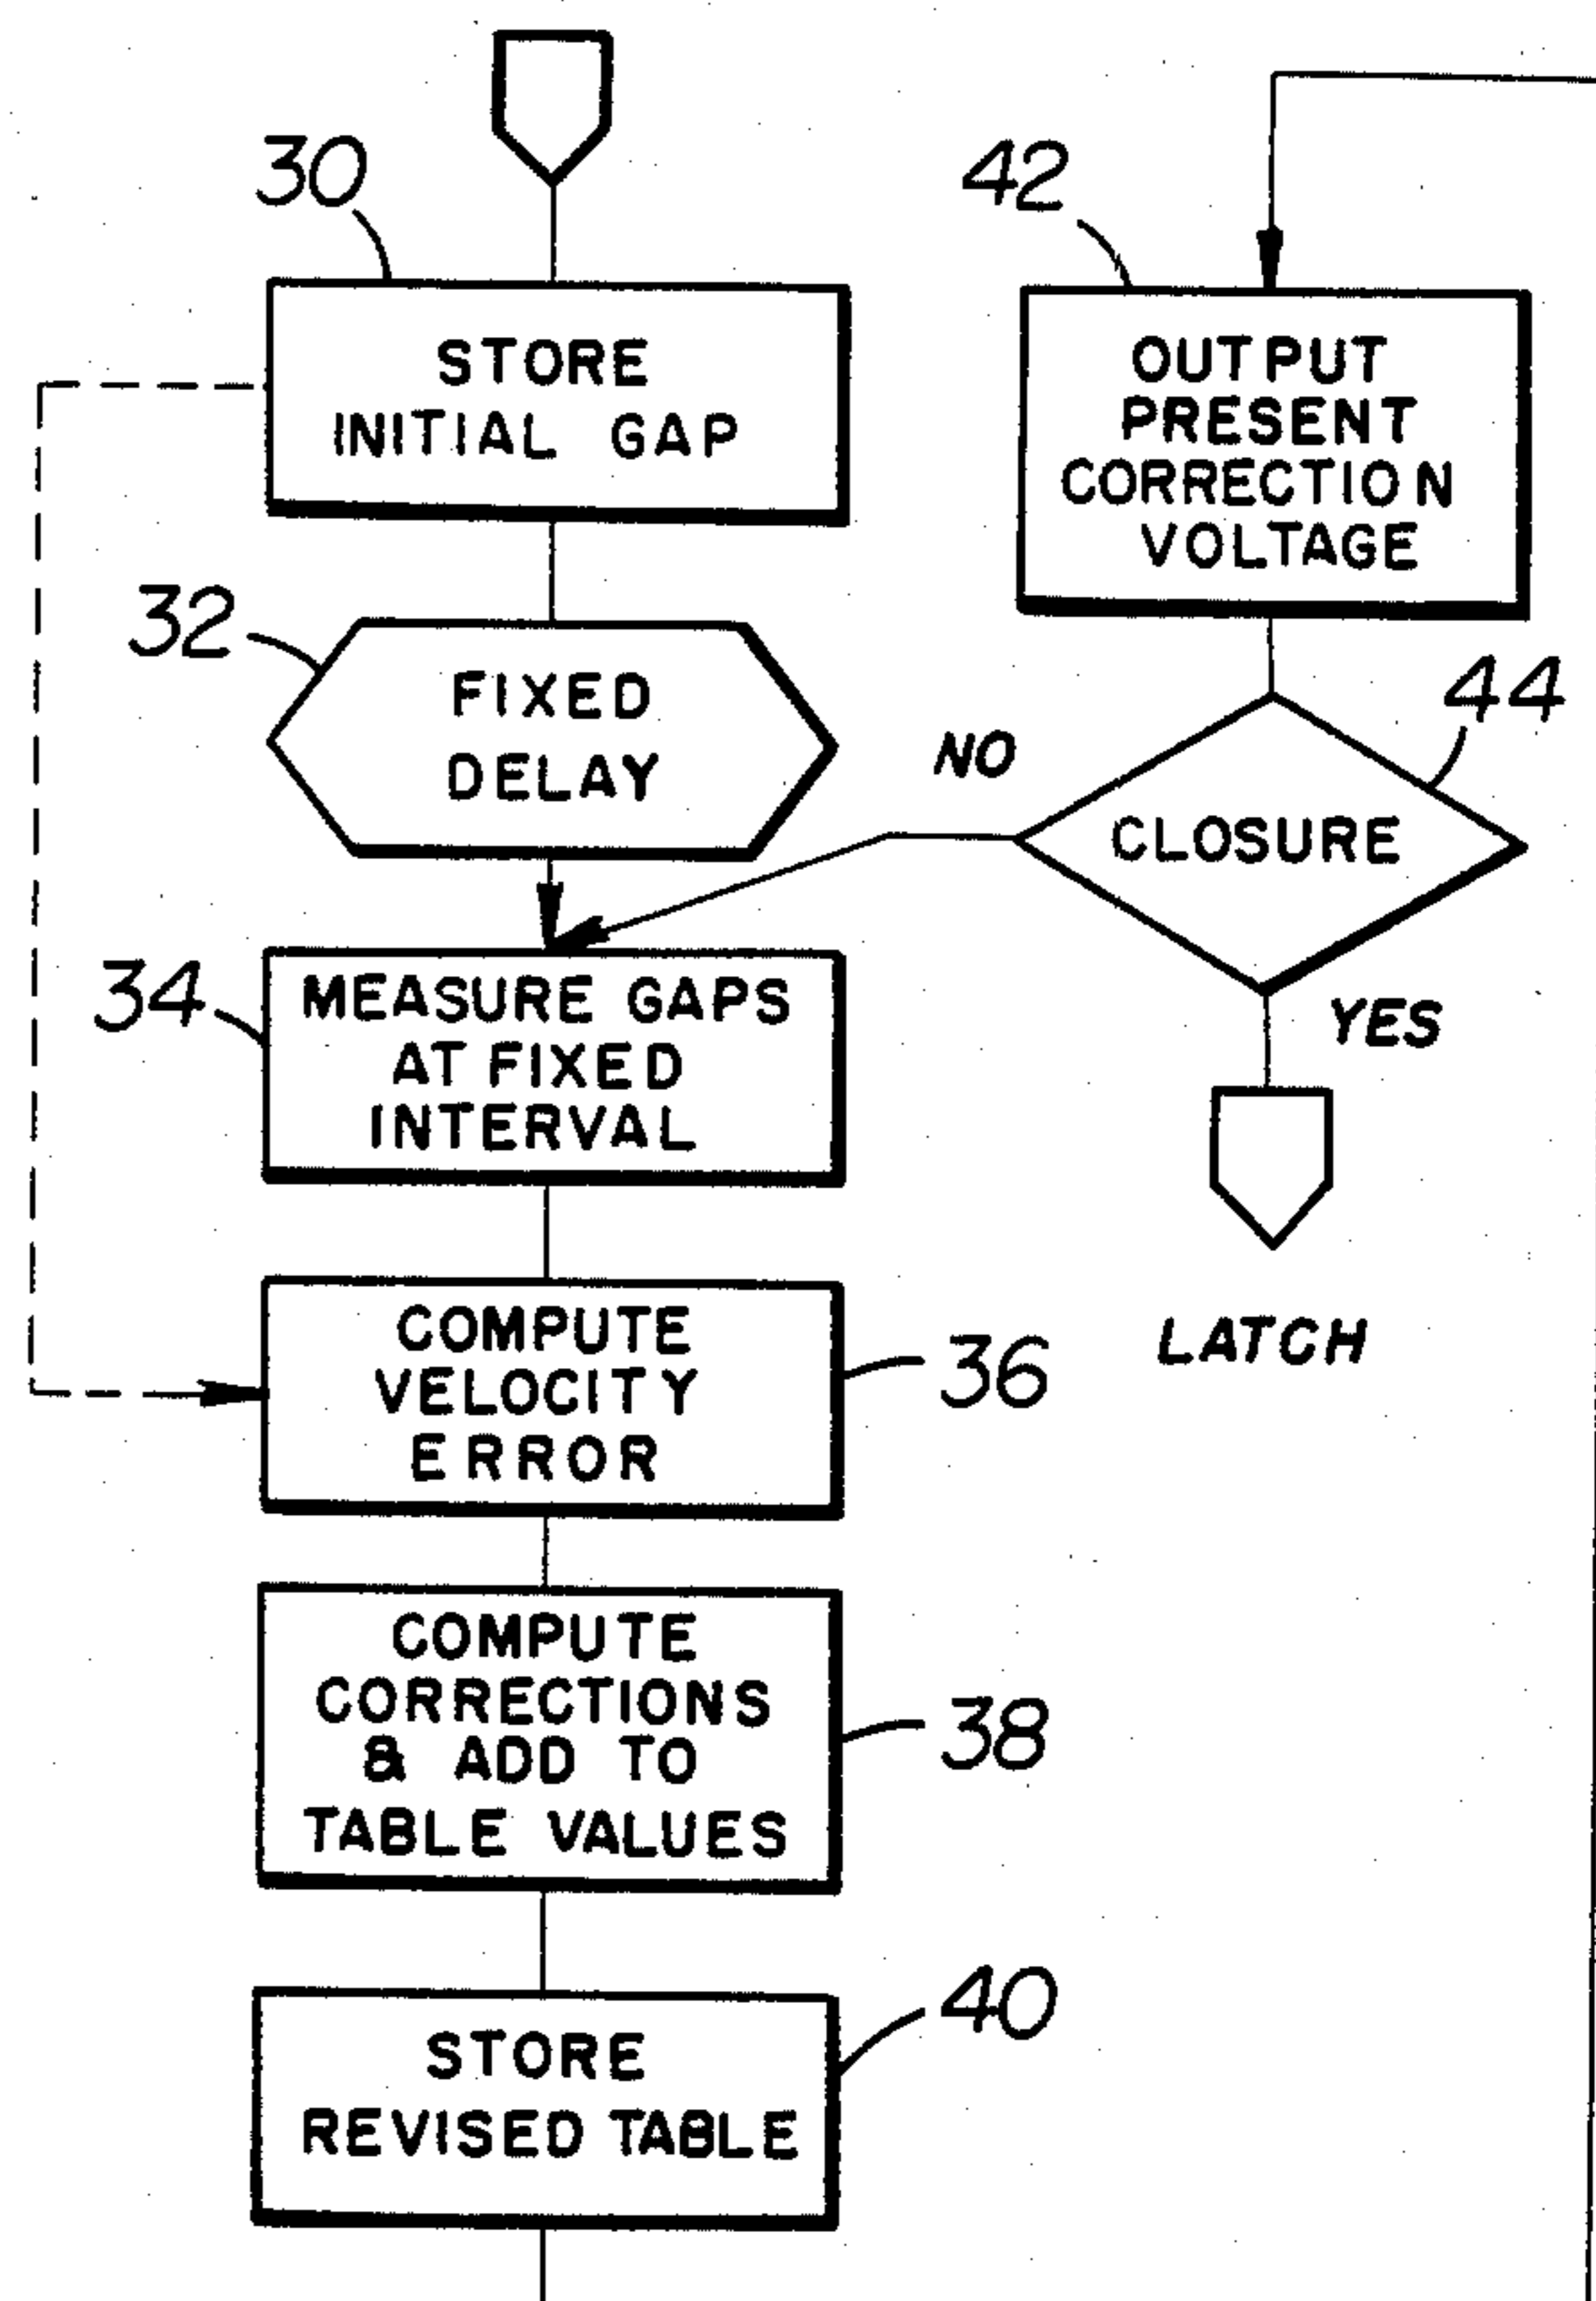 30
STORE
INITIAL GAP
32
FIXED
DELAY
34
MEASURE GAPS
AT FIXED
INTERVAL
COMPUTE
VELOCITY
ERROR
36
COMPUTE
CORRECTIONS
& ADD TO
TABLE VALUES
38
STORE
REVISED TABLE
40
42
OUTPUT
PRESENT
CORRECTION
VOLTAGE
44
CLOSURE
NO
YES
LATCH